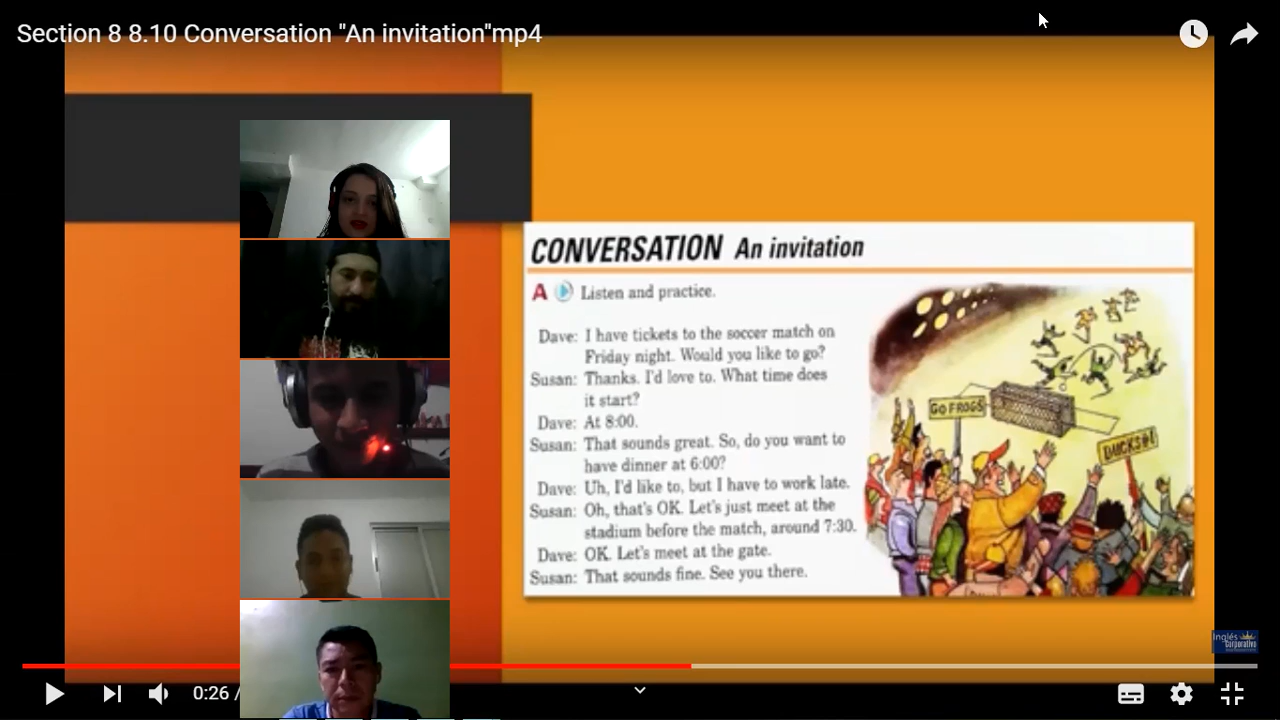 Section 8 8.10 Conversation "An invitation"mp4
CONVERSATION An invitation
A Listen and practice.
Dave: I have tickets to the soccer match on
Friday night. Would you like to go?
Susan: Thanks. I'd love to. What time does
it start?
Dave: At 8:00.
Susan: That sounds great. So, do you want to
have dinner at 6:00?
Dave: Uh, I'd like to, but I have to work late.
Susan: Oh, that's OK. Let's just meet at the
stadium before the match, around 7:30.
Dave: OK. Let's meet at the gate.
Susan: That sounds fine. See you there.
GO FROGS
Inglés
Corporativo
0:26 /